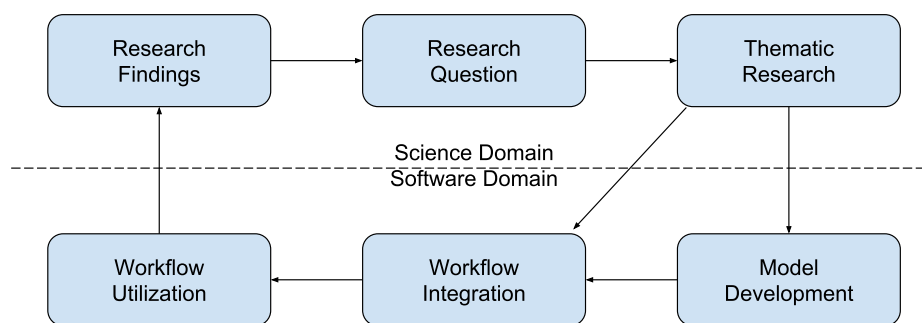 Research
Findings
Research
Question
Thematic
Research
Science Domain
Software Domain
Workflow
Utilization
Workflow
Integration
Model
Development